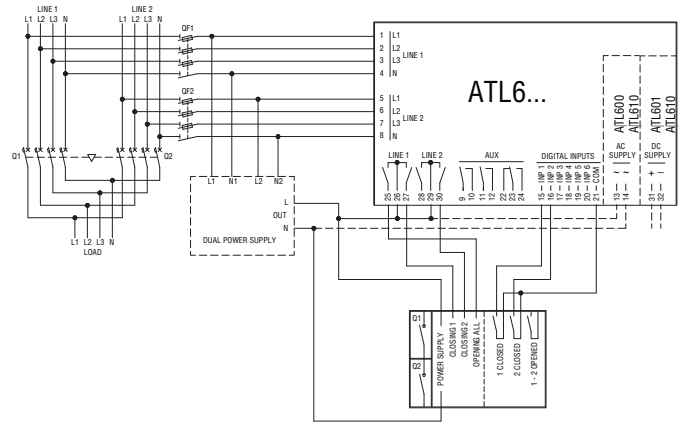 LINE 1
L1 L2 L3 N
LINE 2
L1 L2 L3 N
QF1
QF2
1 L1
2 L2
3 L3
4 N
LINE 1
5 L1
6 L2
7 L3
8 N
LINE 2
ATL6...
ATL600
ATL610
ATL601
ATL610
AC
SUPPLY
DC
SUPPLY
~ ~
+ −
LINE 1
LINE 2
AUX
DIGITAL INPUTS
25
26
27
28
29
30
9
10
11
12
22
23
24
15 - INP 1
16 - INP 2
17 - INP 3
18 - INP 4
19 - INP 5
20 - INP 6
21 - COM
13
14
31
32
Q1
Q2
L1 L2 L3 N
LOAD
L1 N1 L2 N2
L
OUT
N
DUAL POWER SUPPLY
Q1
Q2
POWER SUPPLY
CLOSING 1
CLOSING 2
OPENING ALL
1 CLOSED
2 CLOSED
1 - 2 OPENED